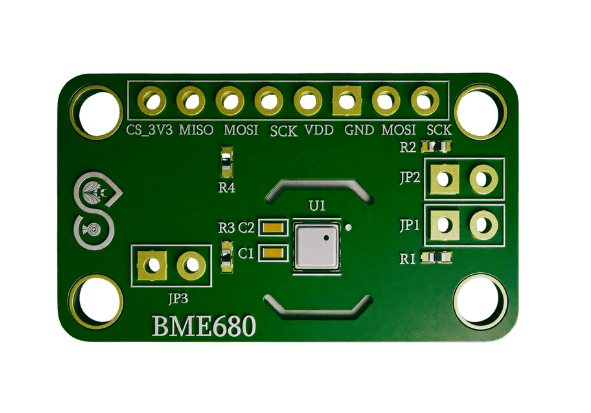 CS_3V3 MISO MOSI SCK VDD GND MOSI SCK
R2
R4
JP2
U1
R3 C2
JP1
C1
R1
JP3
BME680